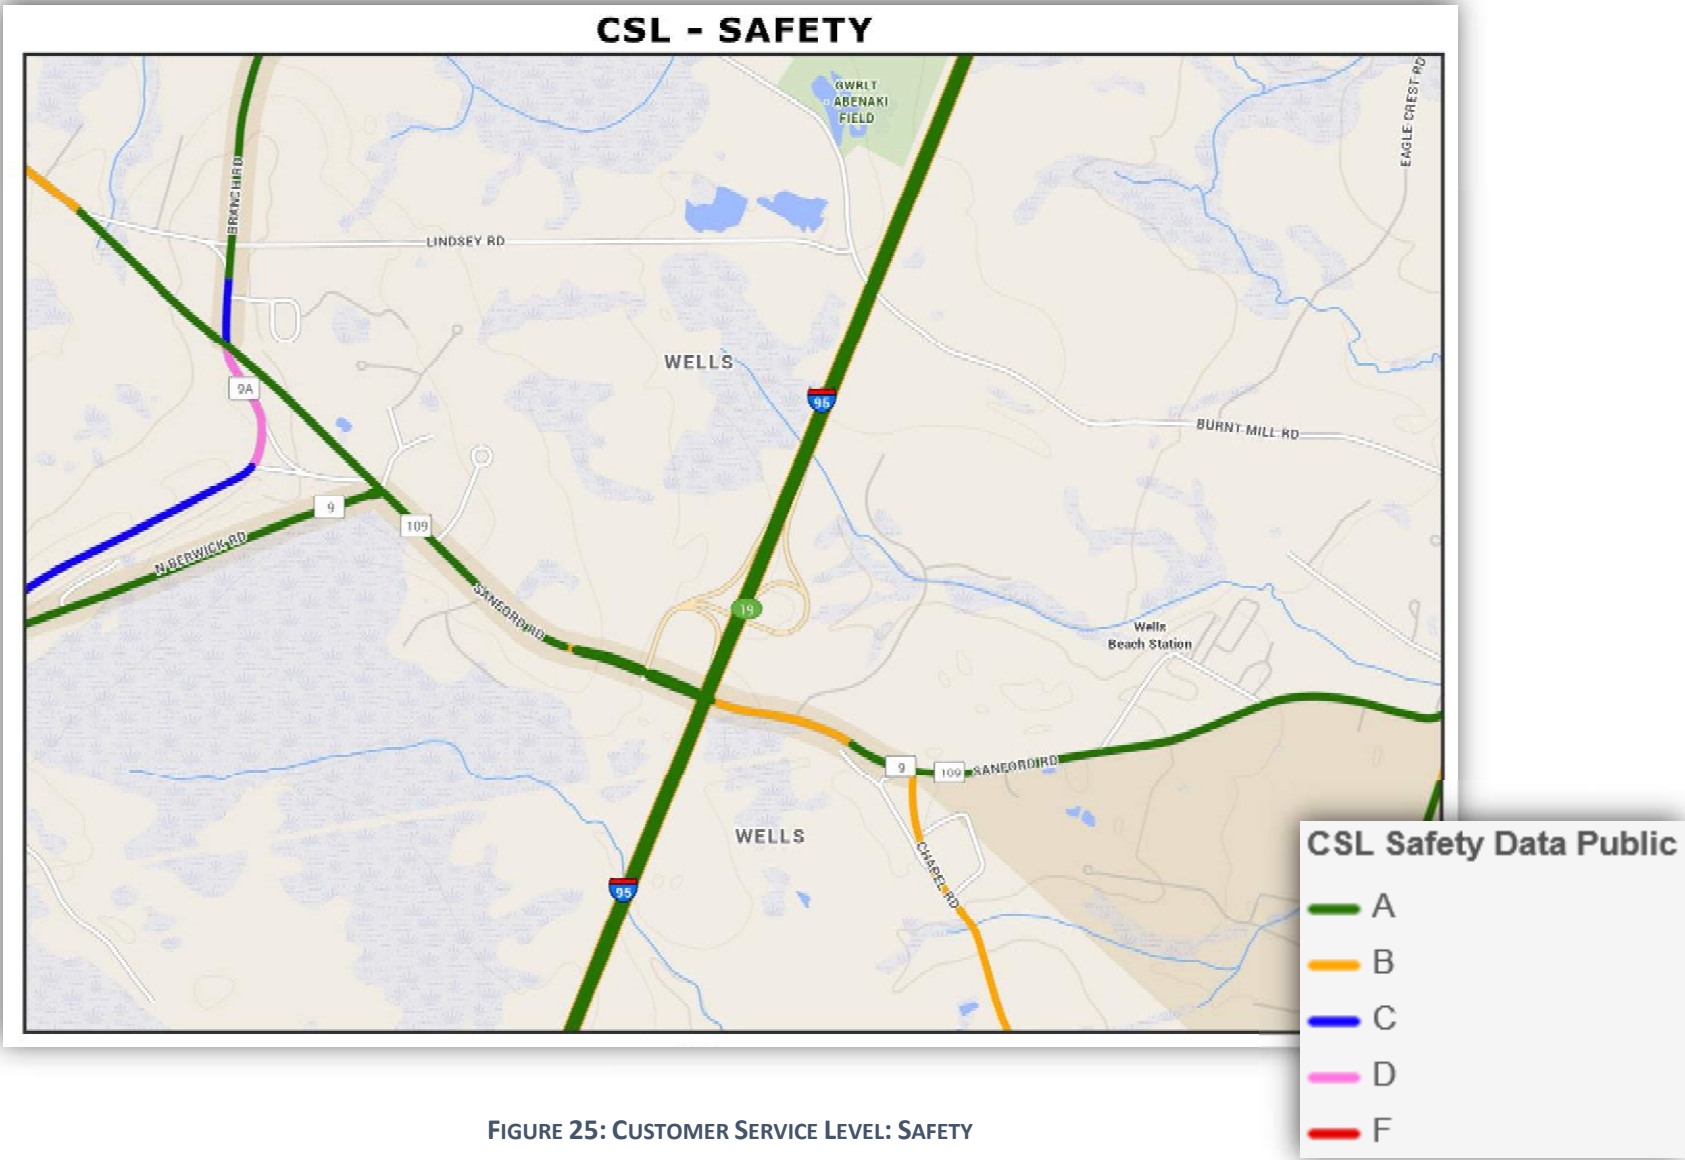 CSL - SAFETY
GWRLT
ABENAKI
FIELD
EAGLE CREST RD
BRANCH RD
LINDSEY RD
WELLS
9A
95
BURNT MILL RD
9
109
N BERWICK RD
SANFORD RD
19
Wells
Beach Station
9
109
SANFORD RD
WELLS
CHAPEL RD
95
CSL Safety Data Public
A
B
C
D
F
FIGURE 25: CUSTOMER SERVICE LEVEL: SAFETY